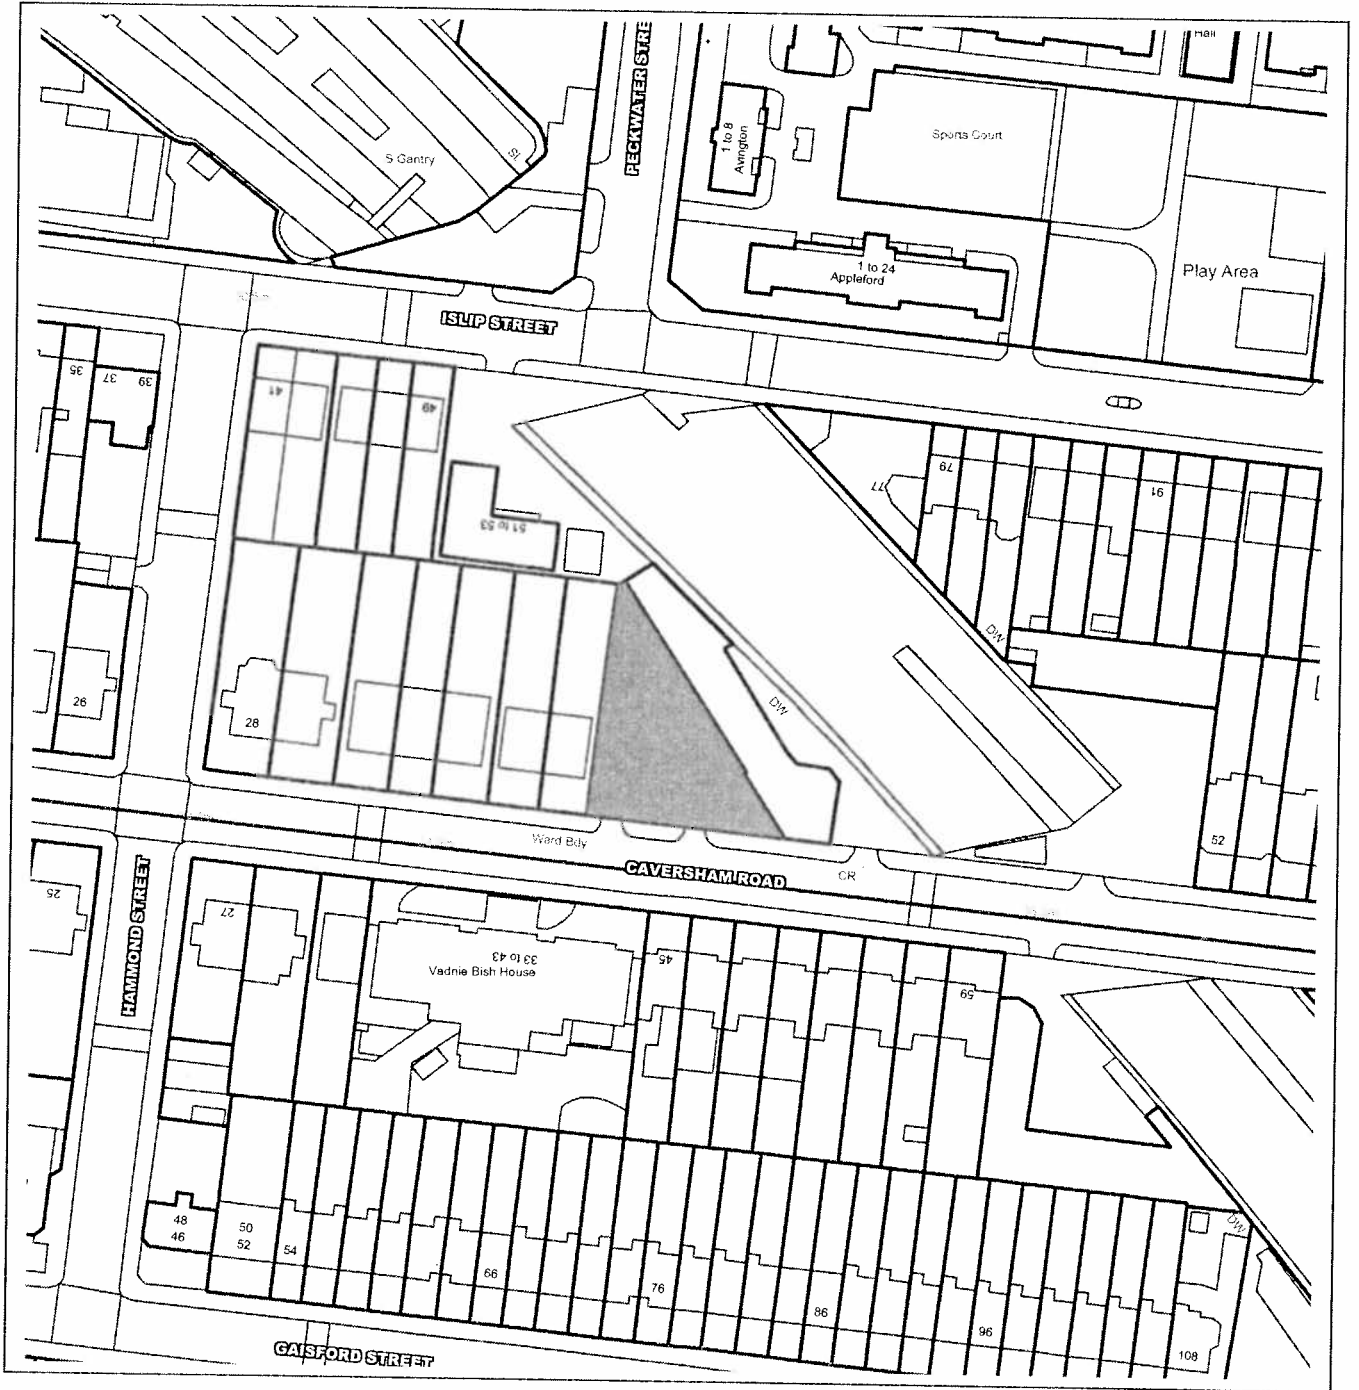 PECKWATER STRE
Hall
1 to 8
Avington
Sports Court
S Gantry
SL
1 to 24
Appleford
Play Area
ISLIP STREET
35
37
39
41
49
51 to 53
77
79
91
DW
26
28
DW
52
Ward Bdy
CAVERSHAM ROAD
CR
HAMMOND STREET
25
27
33 to 43
Vadnie Bish House
45
59
DW
48
46
50
52
54
66
76
86
96
108
GAISFORD STREET